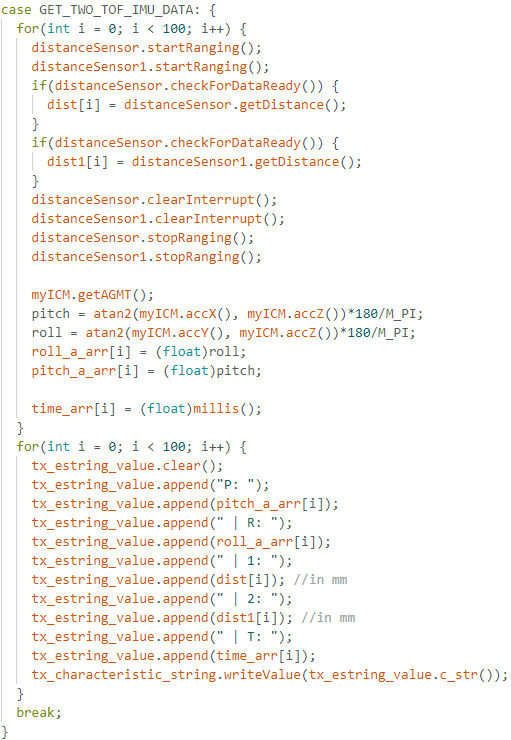 case GET_TWO_TOF_IMU_DATA: {
  for(int i = 0; i < 100; i++) {
    distanceSensor.startRanging();
    distanceSensor1.startRanging();
    if(distanceSensor.checkForDataReady()) {
      dist[i] = distanceSensor.getDistance();
    }
    if(distanceSensor.checkForDataReady()) {
      dist1[i] = distanceSensor1.getDistance();
    }
    distanceSensor.clearInterrupt();
    distanceSensor1.clearInterrupt();
    distanceSensor.stopRanging();
    distanceSensor1.stopRanging();

    myICM.getAGMT();
    pitch = atan2(myICM.accX(), myICM.accZ())*180/M_PI;
    roll = atan2(myICM.accY(), myICM.accZ())*180/M_PI;
    roll_a_arr[i] = (float)roll;
    pitch_a_arr[i] = (float)pitch;

    time_arr[i] = (float)millis();
  }
  for(int i = 0; i < 100; i++) {
    tx_estring_value.clear();
    tx_estring_value.append("P: ");
    tx_estring_value.append(pitch_a_arr[i]);
    tx_estring_value.append(" | R: ");
    tx_estring_value.append(roll_a_arr[i]);
    tx_estring_value.append(" | 1: ");
    tx_estring_value.append(dist[i]); //in mm
    tx_estring_value.append(" | 2: ");
    tx_estring_value.append(dist1[i]); //in mm
    tx_estring_value.append(" | T: ");
    tx_estring_value.append(time_arr[i]);
    tx_characteristic_string.writeValue(tx_estring_value.c_str());
  }
  break;
}